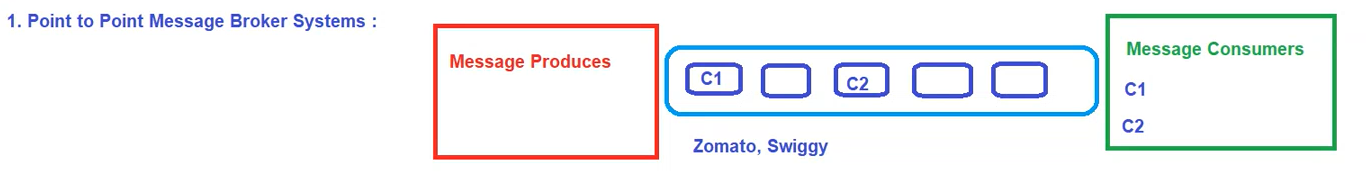 1. Point to Point Message Broker Systems :
Message Produces
C1
C2
Zomato, Swiggy
Message Consumers
C1
C2